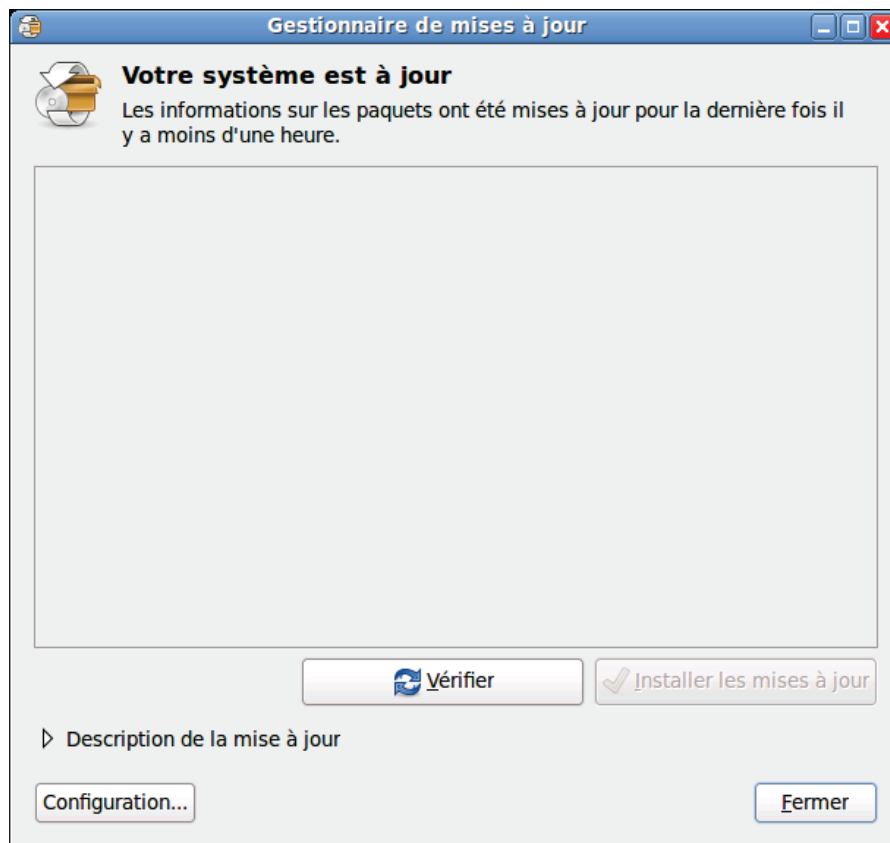 Gestionnaire de mises à jour
Votre système est à jour
Les informations sur les paquets ont été mises à jour pour la dernière fois il
y a moins d'une heure.
Vérifier
Installer les mises à jour
Description de la mise à jour
Configuration...
Fermer